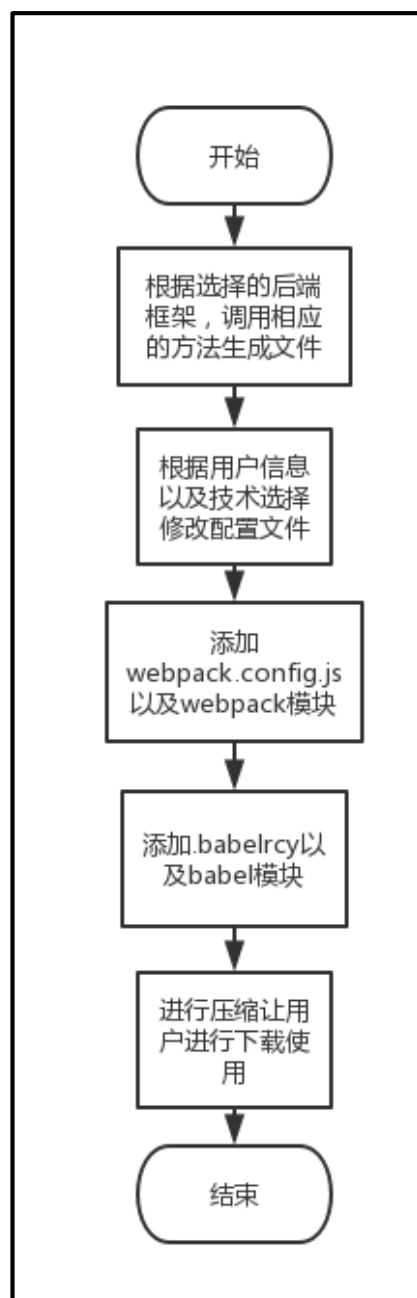 开始
根据选择的后端
框架，调用相应
的方法生成文件
根据用户信息
以及技术选择
修改配置文件
添加
webpack.config.js
以及webpack模块
添加.babelrcy以
及babel模块
进行压缩让用
户进行下载使
用
结束